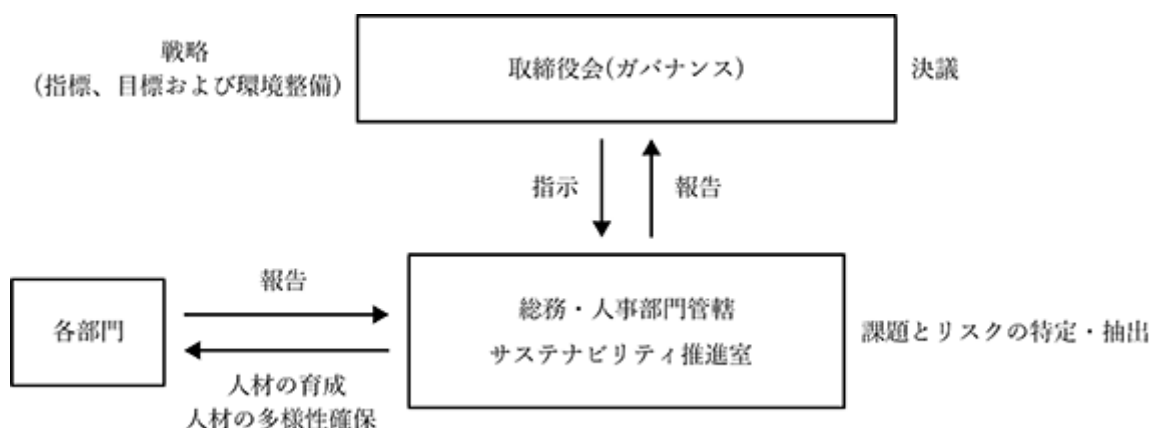 戦略
(指標、目標および環境整備)
取締役会(ガバナンス)
決議
指示
報告
各部門
報告
人材の育成
人材の多様性確保
総務・人事部門管轄
サステナビリティ推進室
課題とリスクの特定・抽出